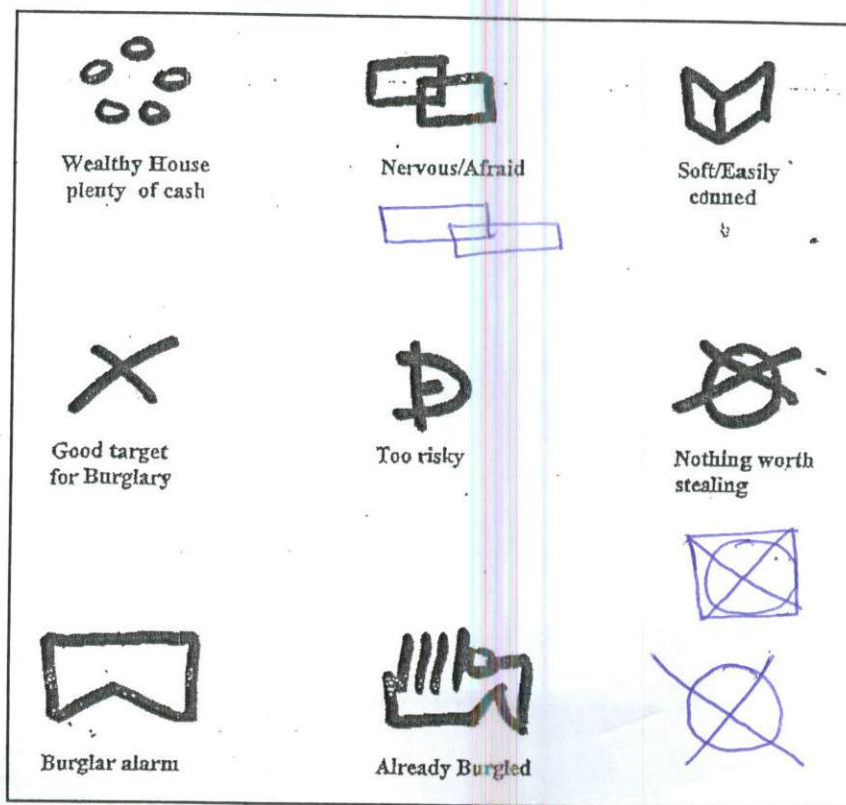 Wealthy House
plenty of cash
Nervous/Afraid
Soft/Easily
conned
Good target
for Burglary
Too risky
Nothing worth
stealing
Burglar alarm
Already Burgled